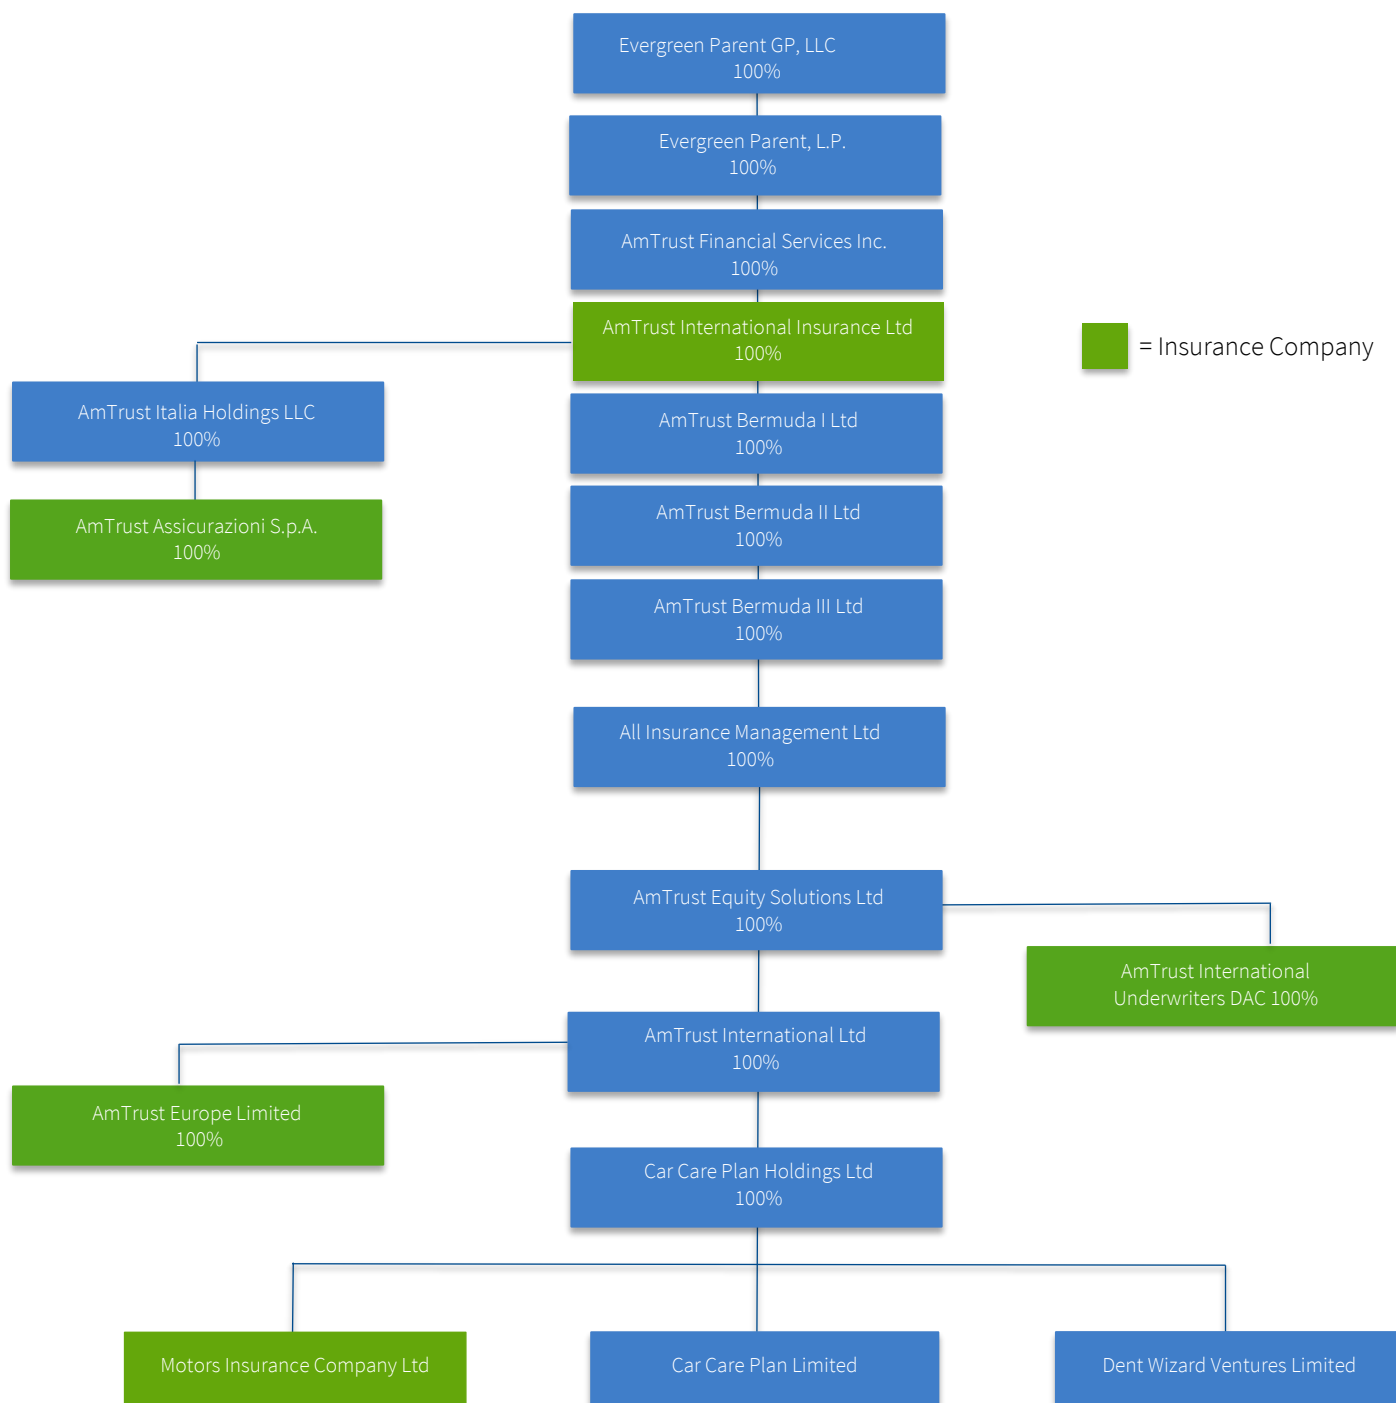 Evergreen Parent GP, LLC
100%
Evergreen Parent, L.P.
100%
AmTrust Financial Services Inc.
100%
AmTrust International Insurance Ltd
100%
= Insurance Company
AmTrust Italia Holdings LLC
100%
AmTrust Bermuda I Ltd
100%
AmTrust Assicurazioni S.p.A.
100%
AmTrust Bermuda II Ltd
100%
AmTrust Bermuda III Ltd
100%
All Insurance Management Ltd
100%
AmTrust Equity Solutions Ltd
100%
AmTrust International
Underwriters DAC 100%
AmTrust International Ltd
100%
AmTrust Europe Limited
100%
Car Care Plan Holdings Ltd
100%
Motors Insurance Company Ltd
Car Care Plan Limited
Dent Wizard Ventures Limited